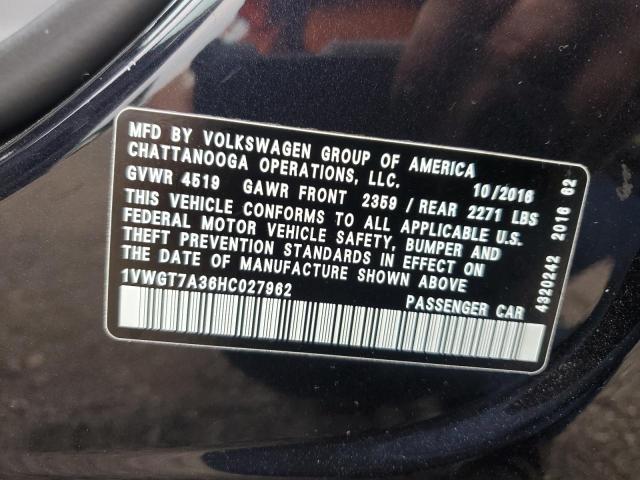 MFD BY VOLKSWAGEN GROUP OF AMERICA
CHATTANOOGA OPERATIONS, LLC. 10/2016
GVWR 4519 GAWR FRONT 2359 / REAR 2271 LBS
THIS VEHICLE CONFORMS TO ALL APPLICABLE U.S.
FEDERAL MOTOR VEHICLE SAFETY, BUMPER AND
THEFT PREVENTION STANDARDS IN EFFECT ON
THE DATE OF MANUFACTURE SHOWN ABOVE
1VWGT7A36HC027962 PASSENGER CAR
4320242 2016 62